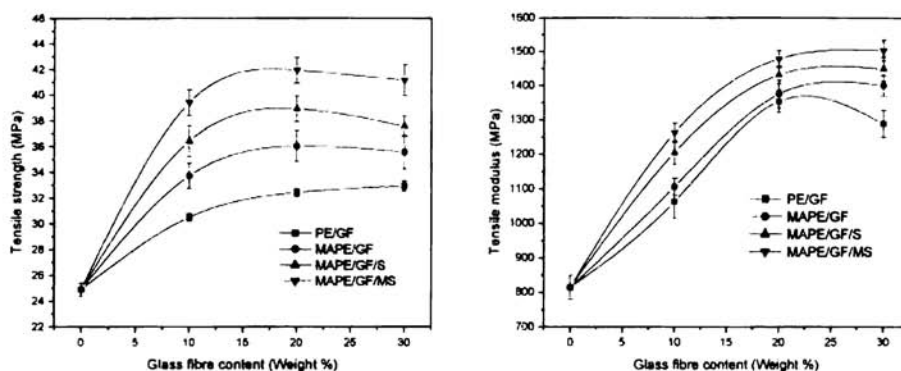 46
44
42
40
38
36
34
32
30
28
26
24
22
Tensile strength (MPa)
PE/GF
MAPE/GF
MAPE/GF/S
MAPE/GF/MS
0 5 10 15 20 25 30
Glass fibre content (Weight %)
1600
1500
1400
1300
1200
1100
1000
900
800
700
Tensile modulus (MPa)
PE/GF
MAPE/GF
MAPE/GF/S
MAPE/GF/MS
0 5 10 15 20 25 30
Glass fibre content (Weight %)